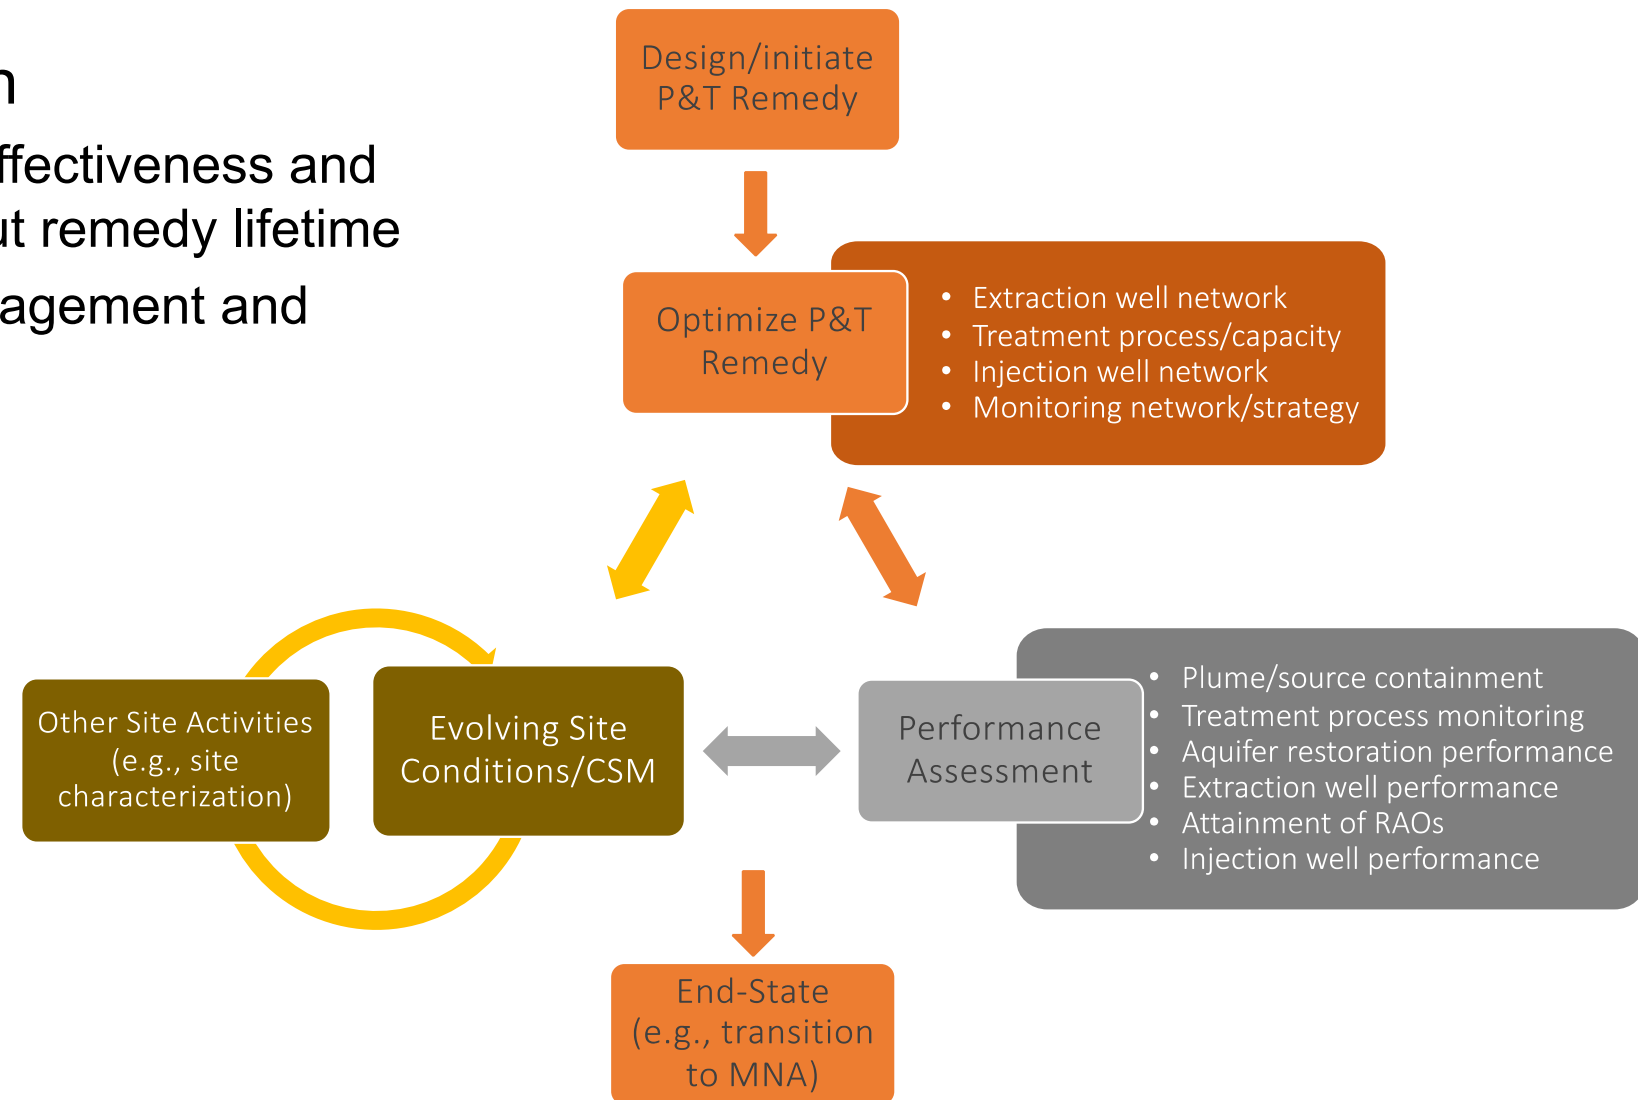 n
ffectiveness and
ut remedy lifetime
agement and
Design/initiate
P&T Remedy
Optimize P&T
Remedy
• Extraction well network
• Treatment process/capacity
• Injection well network
• Monitoring network/strategy
Other Site Activities
(e.g., site
characterization)
Evolving Site
Conditions/CSM
Performance
Assessment
• Plume/source containment
• Treatment process monitoring
• Aquifer restoration performance
• Extraction well performance
• Attainment of RAOs
• Injection well performance
End-State
(e.g., transition
to MNA)